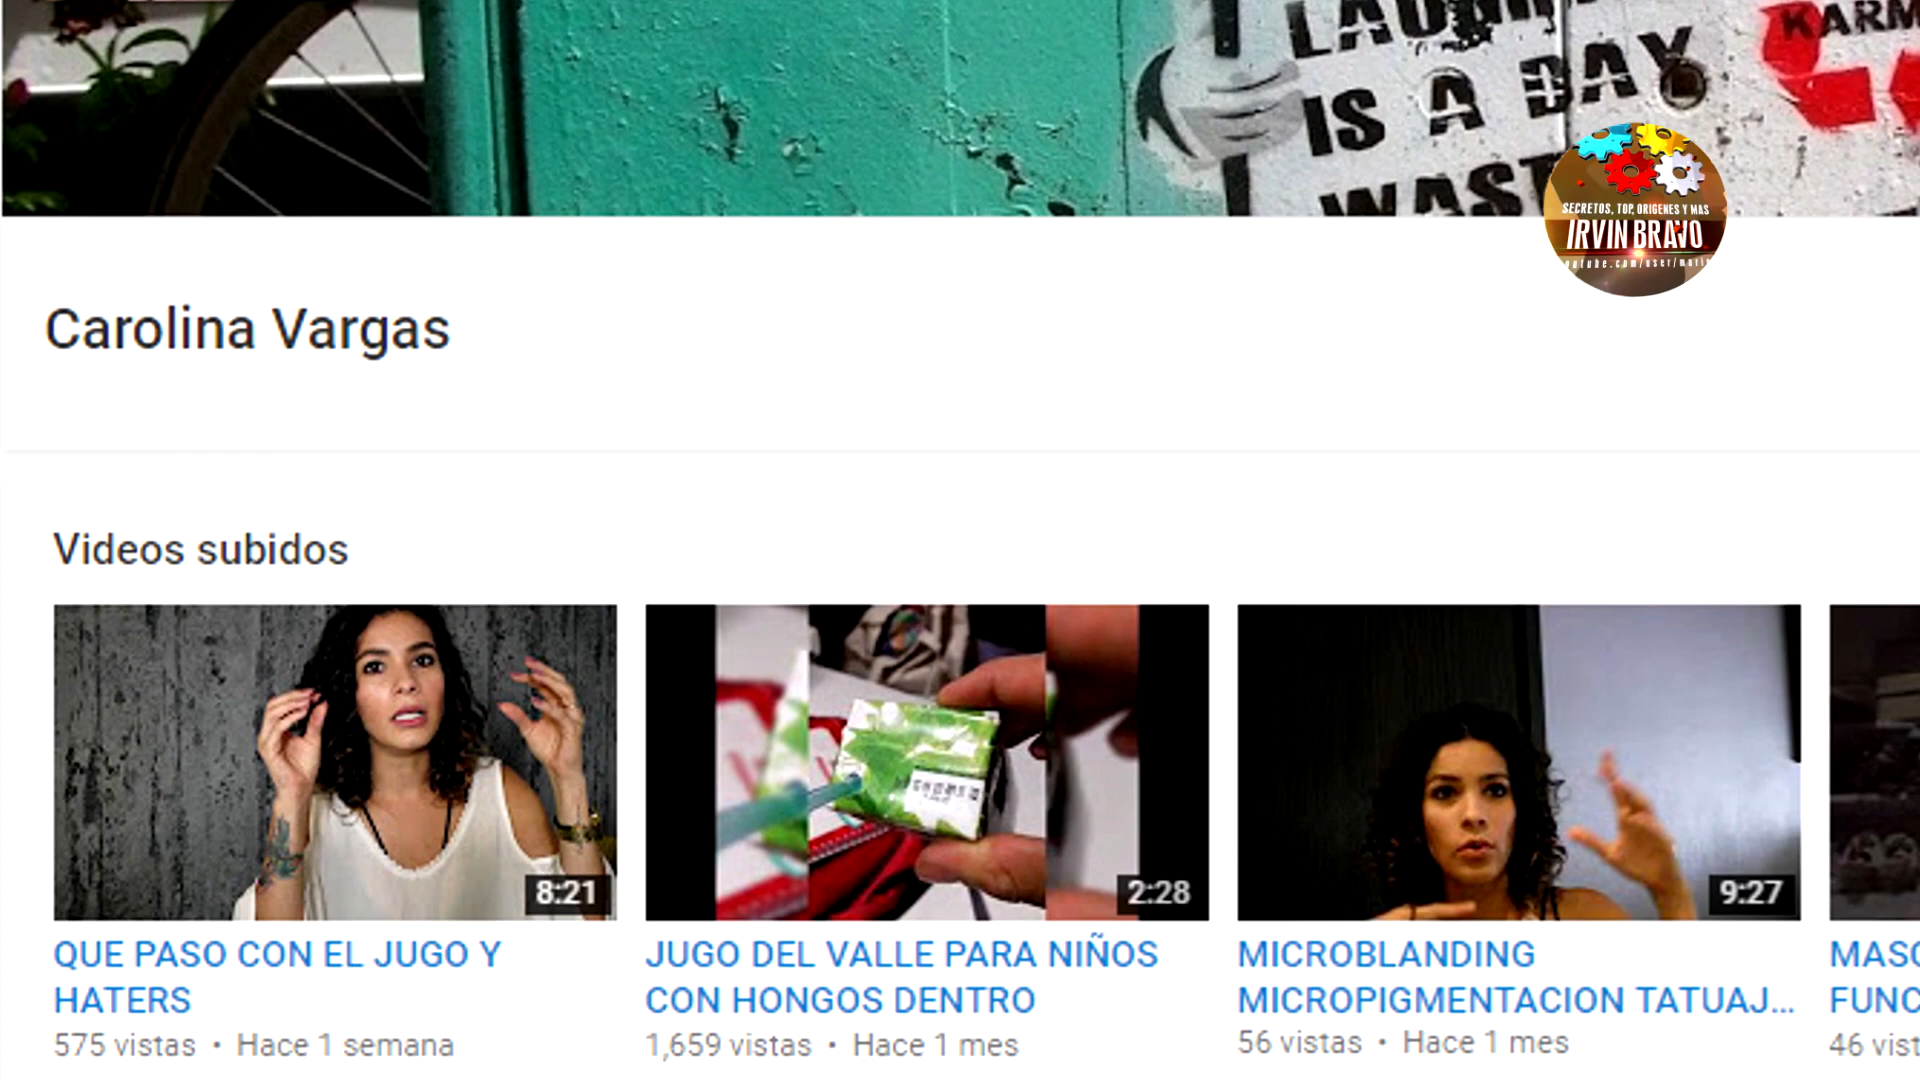 IS A DAY
KARM
SECRETOS, TOP, ORIGENES Y MAS
IRVIN BRAVO
Carolina Vargas
Videos subidos
8:21
2:28
9:27
QUE PASO CON EL JUGO Y
HATERS
575 vistas • Hace 1 semana
JUGO DEL VALLE PARA NIÑOS
CON HONGOS DENTRO
1,659 vistas • Hace 1 mes
MICROBLANDING
MICROPIGMENTACION TATUAJ...
56 vistas • Hace 1 mes
MASC
FUNC
46 vist